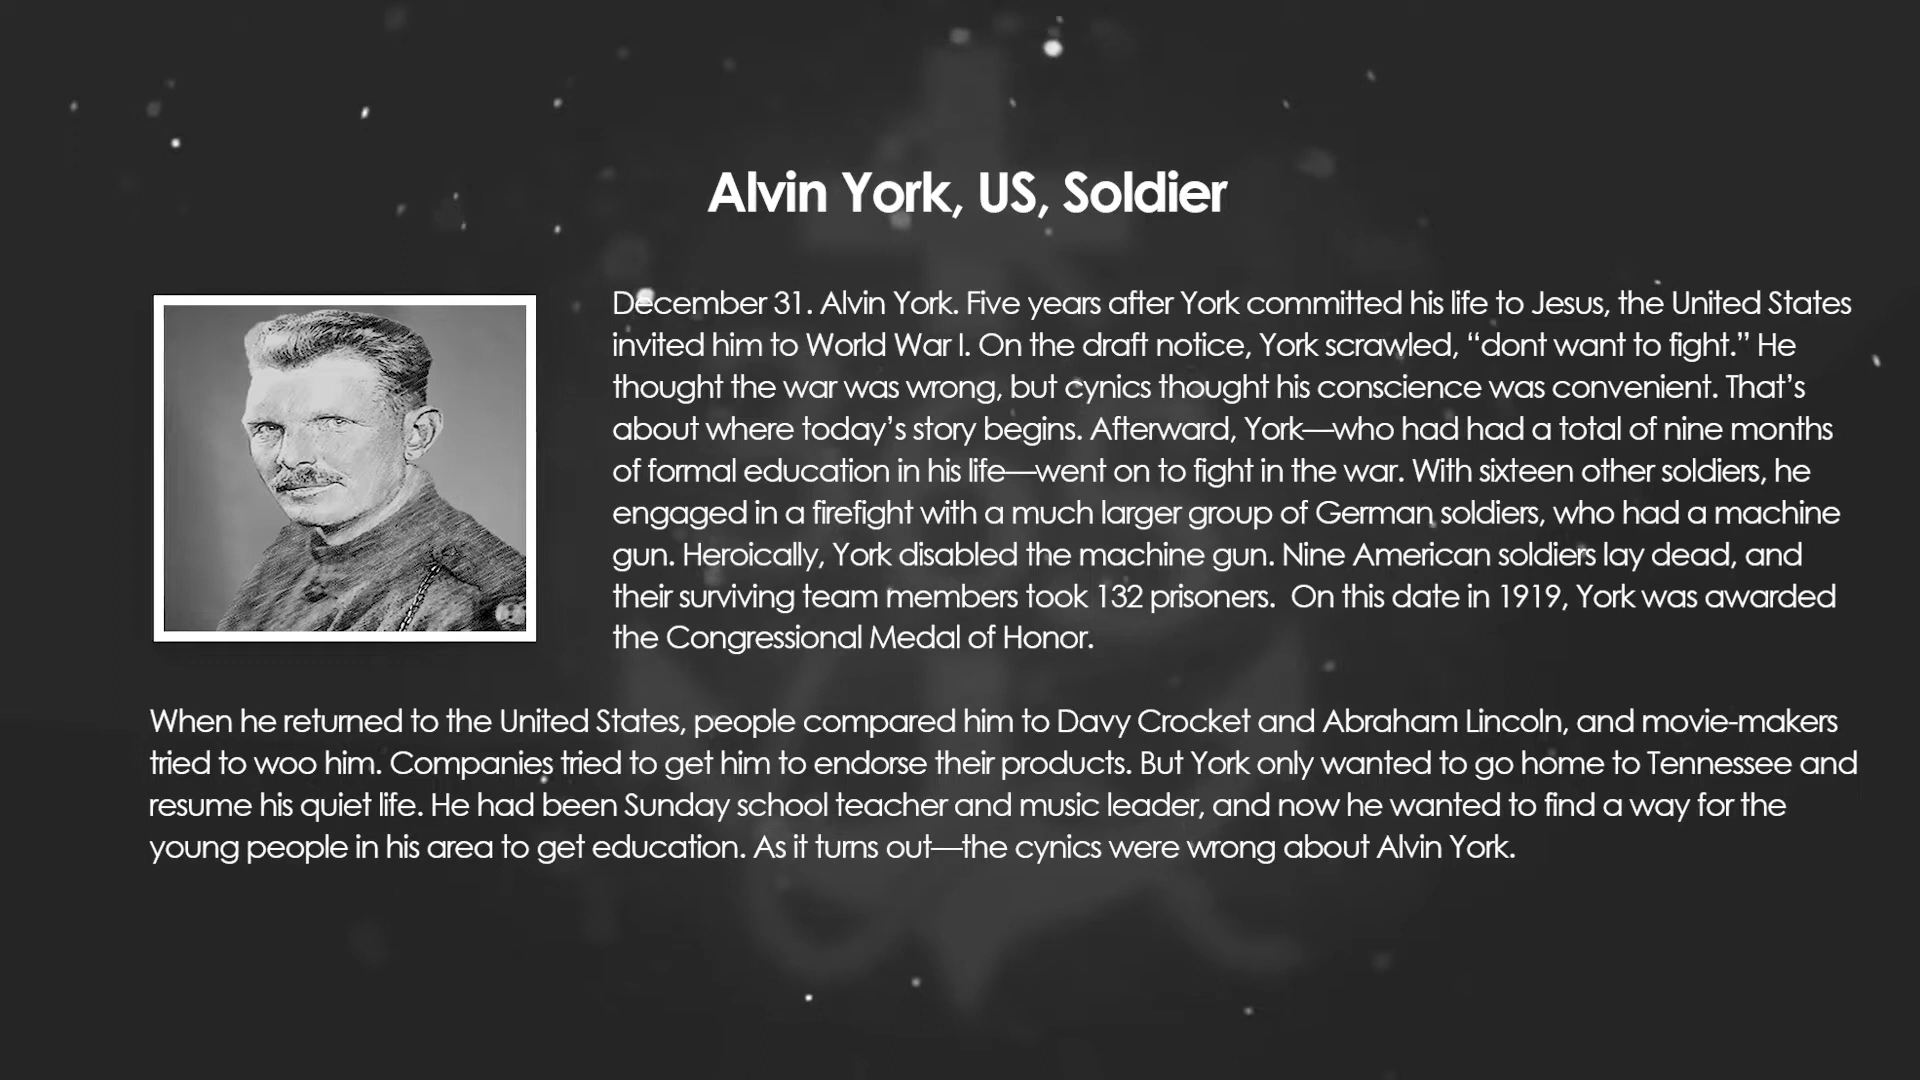 Alvin York, US, Soldier
December 31. Alvin York. Five years after York committed his life to Jesus, the United States
invited him to World War I. On the draft notice, York scrawled, “dont want to fight.” He
thought the war was wrong, but cynics thought his conscience was convenient. That’s
about where today’s story begins. Afterward, York—who had had a total of nine months
of formal education in his life—went on to fight in the war. With sixteen other soldiers, he
engaged in a firefight with a much larger group of German soldiers, who had a machine
gun. Heroically, York disabled the machine gun. Nine American soldiers lay dead, and
their surviving team members took 132 prisoners.  On this date in 1919, York was awarded
the Congressional Medal of Honor.
When he returned to the United States, people compared him to Davy Crocket and Abraham Lincoln, and movie-makers
tried to woo him. Companies tried to get him to endorse their products. But York only wanted to go home to Tennessee and
resume his quiet life. He had been Sunday school teacher and music leader, and now he wanted to find a way for the
young people in his area to get education. As it turns out—the cynics were wrong about Alvin York.